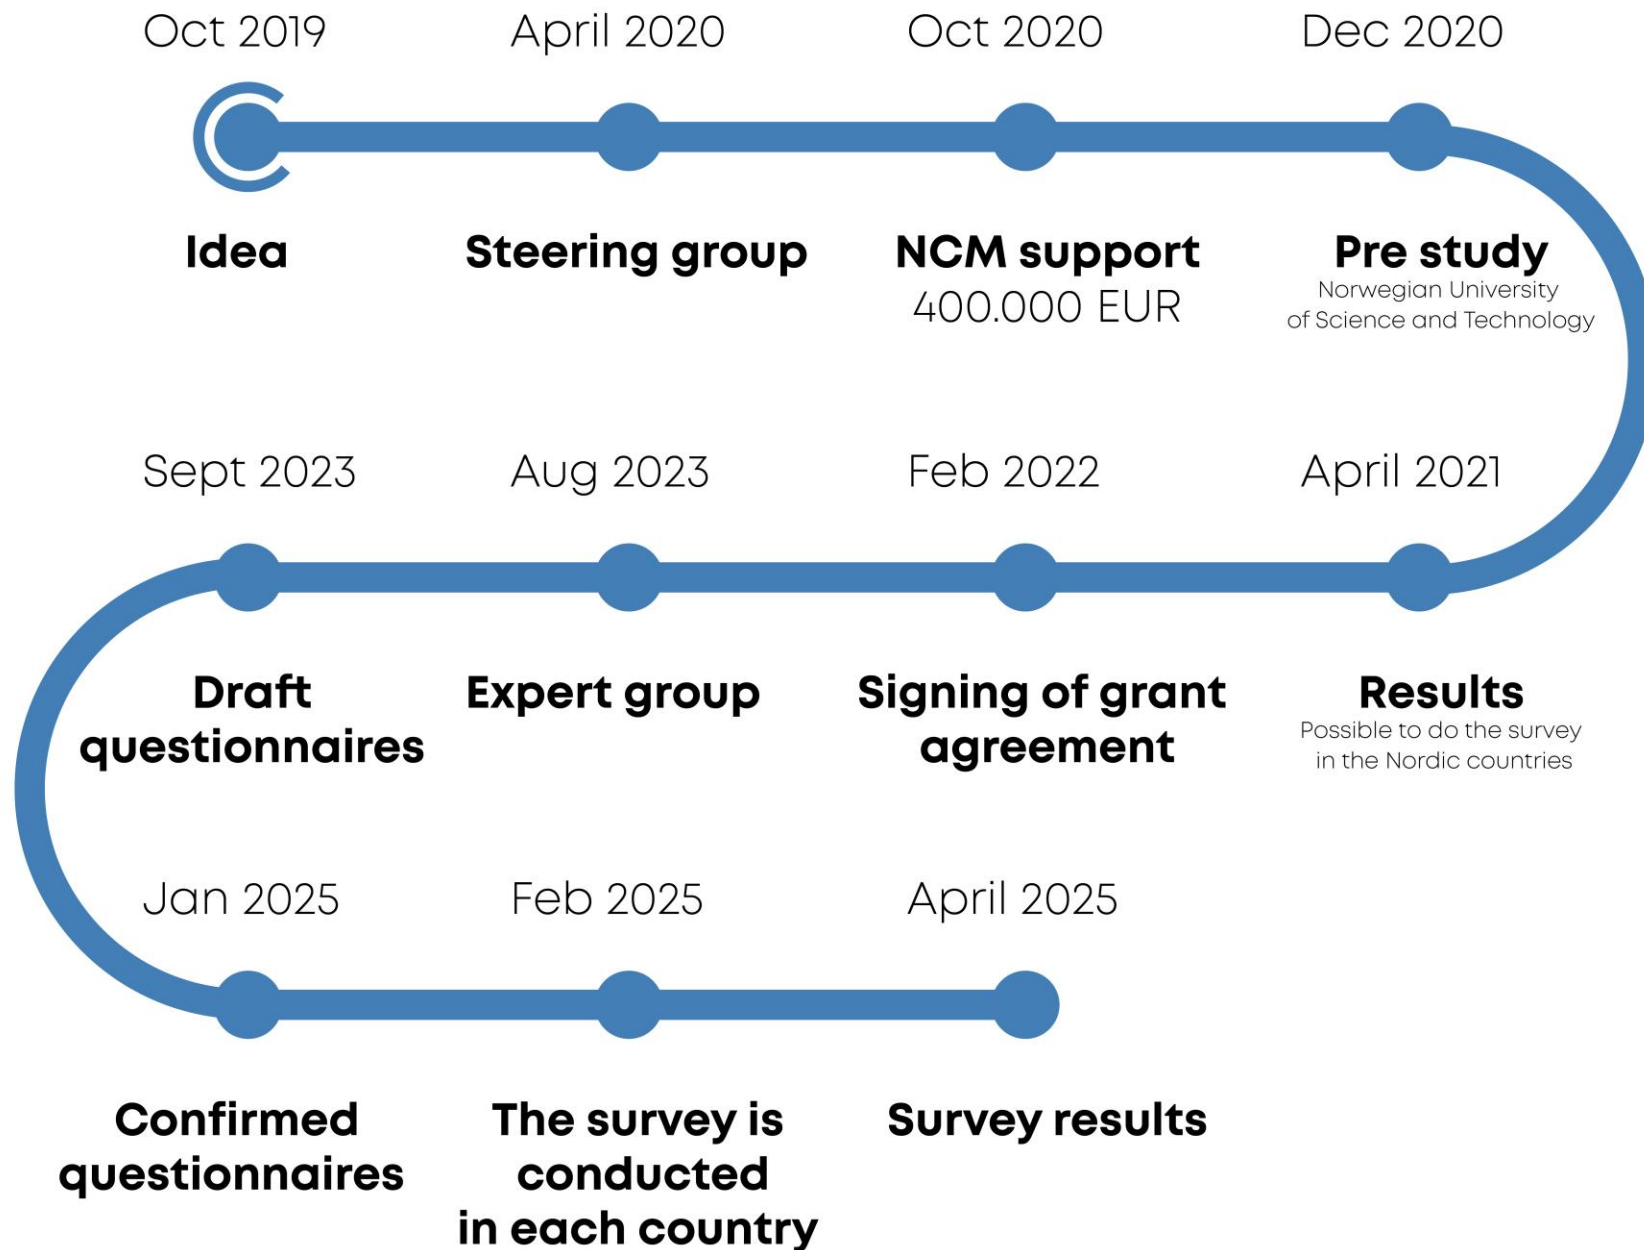 Oct 2019
April 2020
Oct 2020
Dec 2020
Idea
Steering group
NCM support
400.000 EUR
Pre study
Norwegian University
of Science and Technology
Sept 2023
Aug 2023
Feb 2022
April 2021
Draft
questionnaires
Expert group
Signing of grant
agreement
Results
Possible to do the survey
in the Nordic countries
Jan 2025
Feb 2025
April 2025
Confirmed
questionnaires
The survey is
conducted
in each country
Survey results